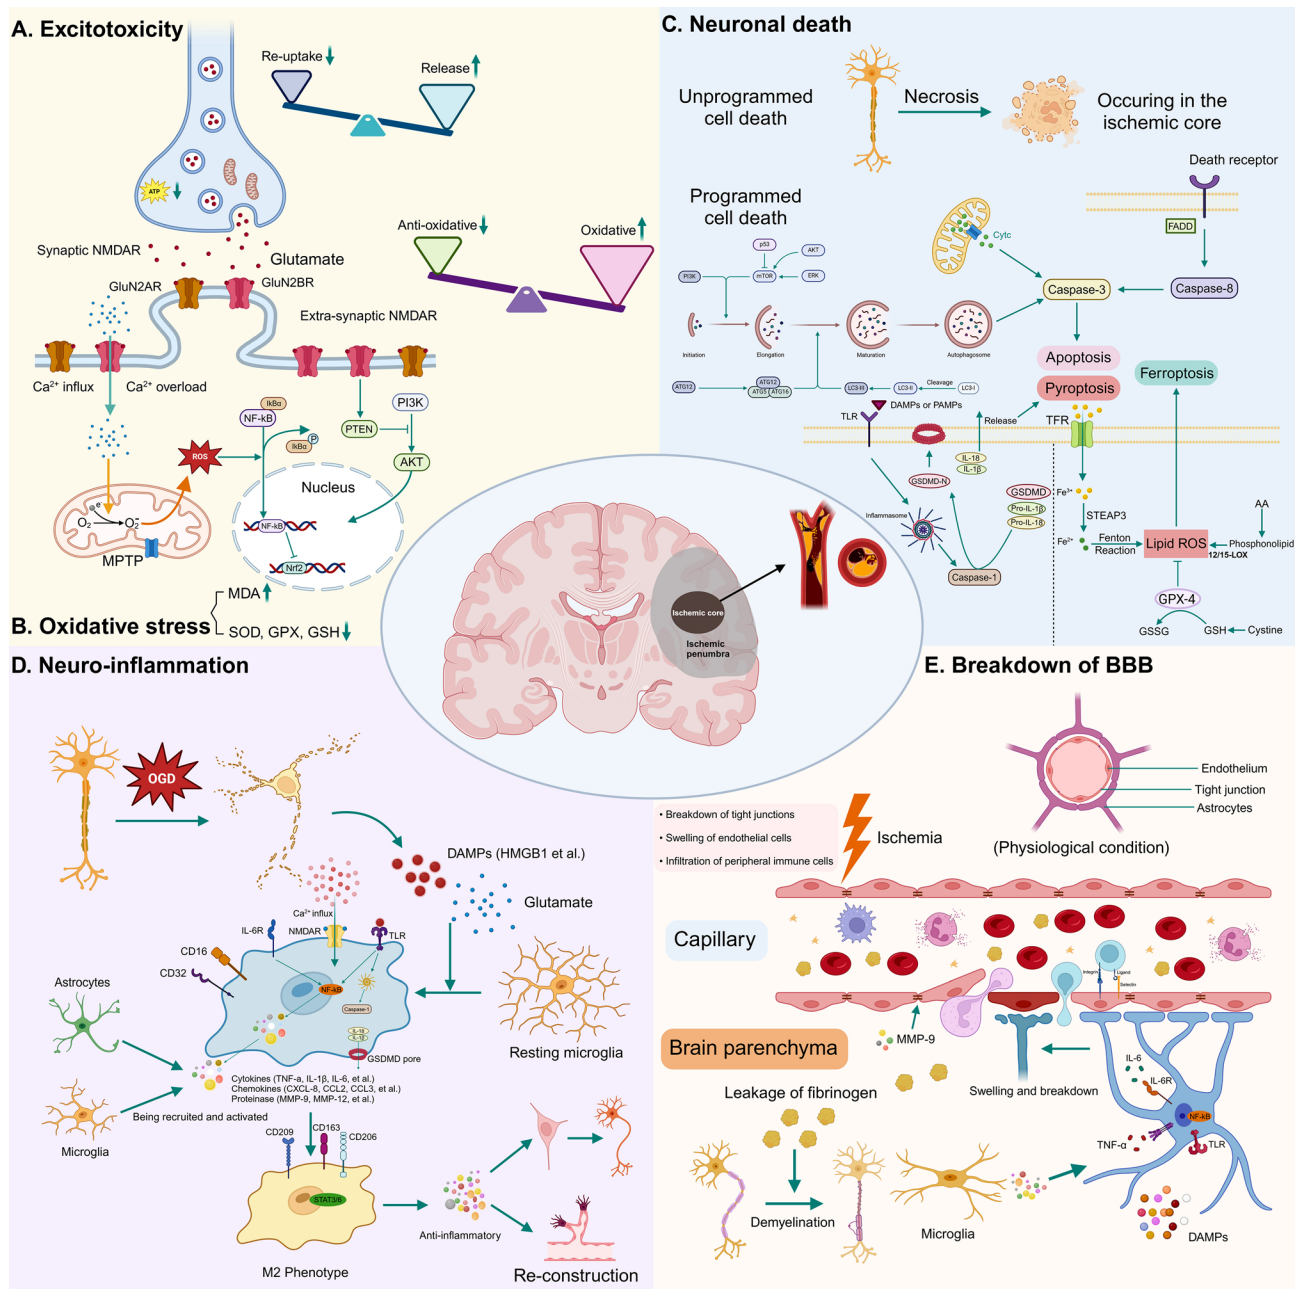 A. Excitotoxicity
Re-uptake
Release
ATP
Anti-oxidative
Oxidative
Synaptic NMDAR
Glutamate
GluN2AR
GluN2BR
Extra-synaptic NMDAR
Ca²⁺ influx
Ca²⁺ overload
IkBα
NF-kB
IkBα
P
PI3K
PTEN
AKT
ROS
Nucleus
NF-kB
Nrf2
e⁻
O₂
O₂⁻
MPTP
MDA
B. Oxidative stress
SOD, GPX, GSH
C. Neuronal death
Unprogrammed
cell death
Necrosis
Occuring in the
ischemic core
Death receptor
FADD
Programmed
cell death
Cytc
p53
AKT
PI3K
mTOR
ERK
Caspase-3
Caspase-8
Initiation
Elongation
Maturation
Autophagosome
Apoptosis
Pyroptosis
Ferroptosis
ATG12
ATG12
ATG5
ATG16
LC3-III
LC3-II
Cleavage
LC3-I
DAMPs or PAMPs
TLR
Release
TFR
IL-18
IL-1β
GSDMD-N
GSDMD
Pro-IL-1β
Pro-IL-18
Inflammasome
Caspase-1
Fe³⁺
STEAP3
Fe²⁺
Fenton
Reaction
Lipid ROS
AA
Phosphonolipid
12/15-LOX
GPX-4
GSSG
GSH
Cystine
Ischemic core
Ischemic
penumbra
D. Neuro-inflammation
OGD
DAMPs (HMGB1 et al.)
Glutamate
Ca²⁺ influx
IL-6R
NMDAR
TLR
CD16
CD32
NF-kB
Caspase-1
IL-18
IL-1β
GSDMD pore
Astrocytes
Resting microglia
Cytokines (TNF-a, IL-1β, IL-6, et al.)
Chemokines (CXCL-8, CCL2, CCL3, et al.)
Proteinase (MMP-9, MMP-12, et al.)
Being recruited and activated
Microglia
CD209
CD163
CD206
STAT3/6
Anti-inflammatory
M2 Phenotype
Re-construction
E. Breakdown of BBB
Endothelium
Tight junction
Astrocytes
(Physiological condition)
• Breakdown of tight junctions
• Swelling of endothelial cells
• Infiltration of peripheral immune cells
Ischemia
Capillary
Integrin
Ligand
Selectin
MMP-9
Brain parenchyma
Swelling and breakdown
IL-6
IL-6R
NF-kB
TNF-α
TLR
Leakage of fibrinogen
Demyelination
Microglia
DAMPs